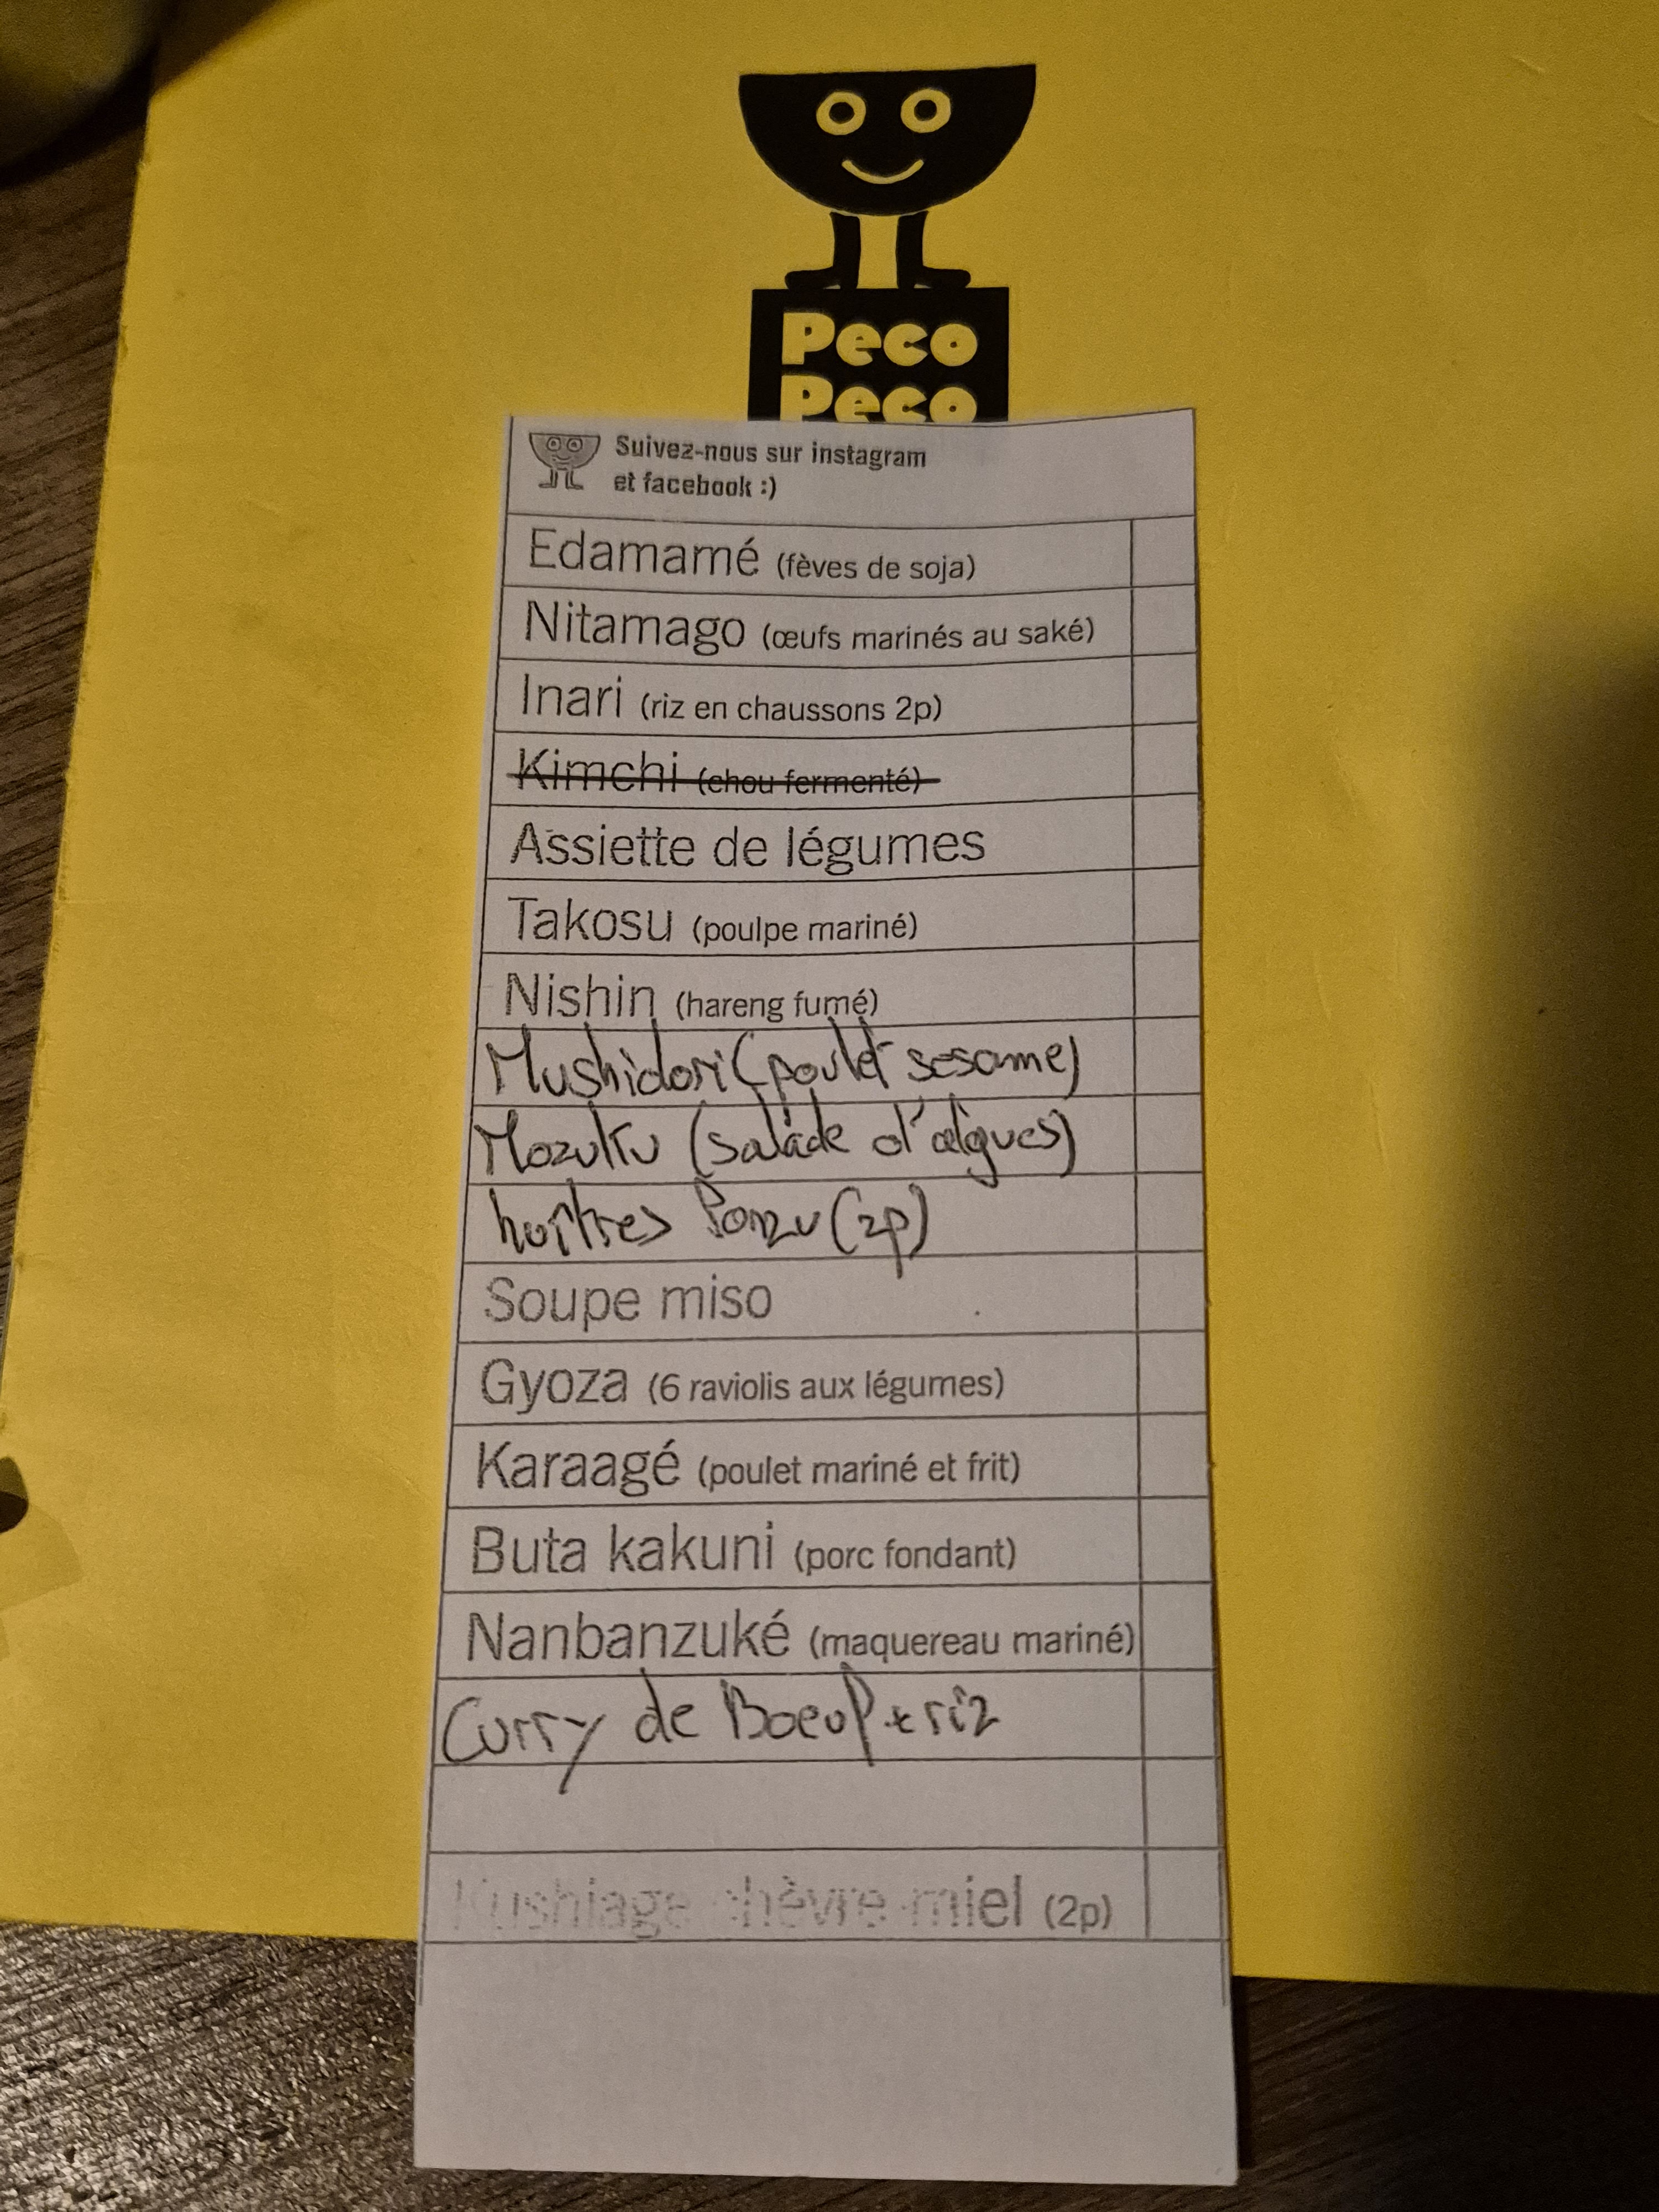 Peco
Peco
Suivez-nous sur instagram
et facebook :)
Edamamé (fèves de soja)
Nitamago (œufs marinés au saké)
Inari (riz en chaussons 2p)
Kimchi (chou fermenté)
Assiette de légumes
Takosu (poulpe mariné)
Nishin (hareng fumé)
Mushidori (poulet sesame)
Mozuku (salade d'algues)
huîtres Ponzu (2p)
Soupe miso
Gyoza (6 raviolis aux légumes)
Karaagé (poulet mariné et frit)
Buta kakuni (porc fondant)
Nanbanzuké (maquereau mariné)
Curry de Boeuf + riz
Kushiage chèvre-miel (2p)